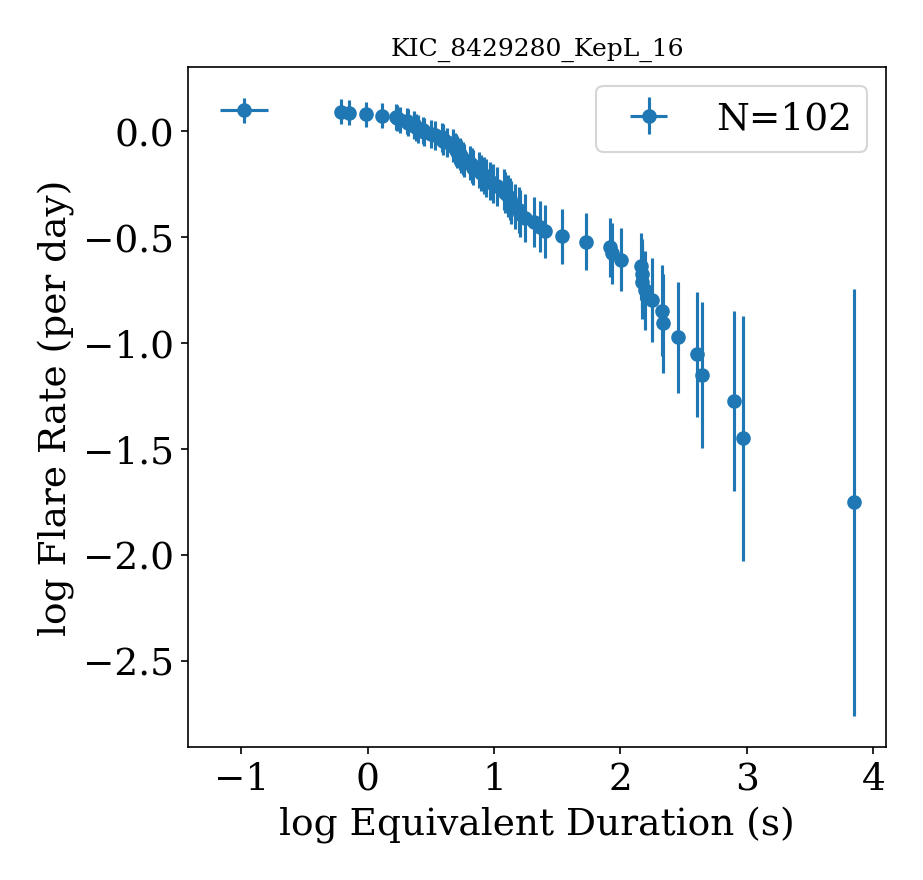 KIC_8429280_KepL_16
N=102
log Flare Rate (per day)
0.0
−0.5
−1.0
−1.5
−2.0
−2.5
−1 0 1 2 3 4
log Equivalent Duration (s)